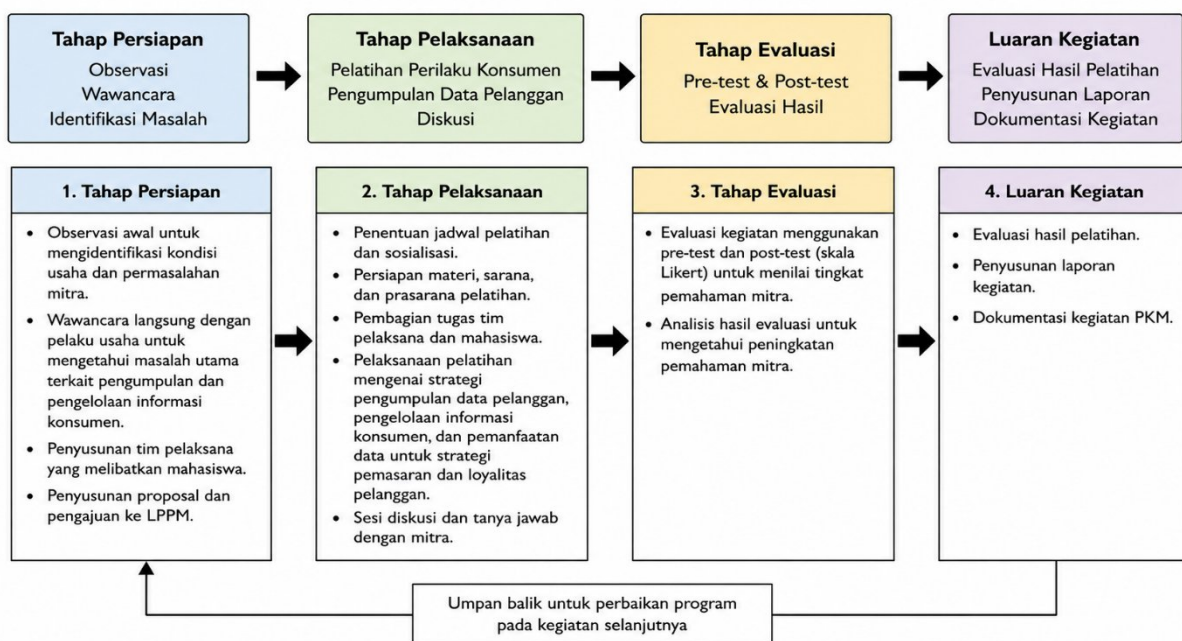 Tahap Persiapan
Observasi
Wawancara
Identifikasi Masalah
Tahap Pelaksanaan
Pelatihan Perilaku Konsumen
Pengumpulan Data Pelanggan
Diskusi
Tahap Evaluasi
Pre-test & Post-test
Evaluasi Hasil
Luaran Kegiatan
Evaluasi Hasil Pelatihan
Penyusunan Laporan
Dokumentasi Kegiatan
1. Tahap Persiapan
• Observasi awal untuk
mengidentifikasi kondisi
usaha dan permasalahan
mitra.
• Wawancara langsung dengan
pelaku usaha untuk
mengetahui masalah utama
terkait pengumpulan dan
pengelolaan informasi
konsumen.
• Penyusunan tim pelaksana
yang melibatkan mahasiswa.
• Penyusunan proposal dan
pengajuan ke LPPM.
2. Tahap Pelaksanaan
• Penentuan jadwal pelatihan
dan sosialisasi.
• Persiapan materi, sarana,
dan prasarana pelatihan.
• Pembagian tugas tim
pelaksana dan mahasiswa.
• Pelaksanaan pelatihan
mengenai strategi
pengumpulan data pelanggan,
pengelolaan informasi
konsumen, dan pemanfaatan
data untuk strategi
pemasaran dan loyalitas
pelanggan.
• Sesi diskusi dan tanya jawab
dengan mitra.
3. Tahap Evaluasi
• Evaluasi kegiatan menggunakan
pre-test dan post-test (skala
Likert) untuk menilai tingkat
pemahaman mitra.
• Analisis hasil evaluasi untuk
mengetahui peningkatan
pemahaman mitra.
4. Luaran Kegiatan
• Evaluasi hasil pelatihan.
• Penyusunan laporan
kegiatan.
• Dokumentasi kegiatan PKM.
Umpan balik untuk perbaikan program
pada kegiatan selanjutnya